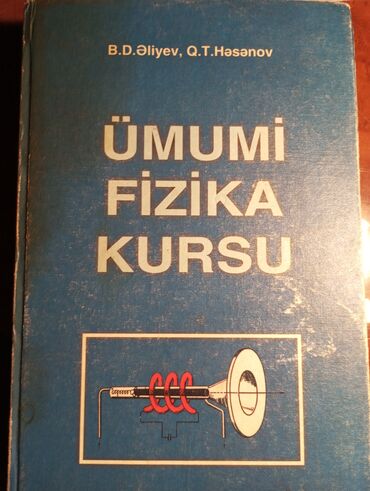 B.D.Əliyev, Q.T.Həsənov
ÜMUMİ
FİZİKA
KURSU